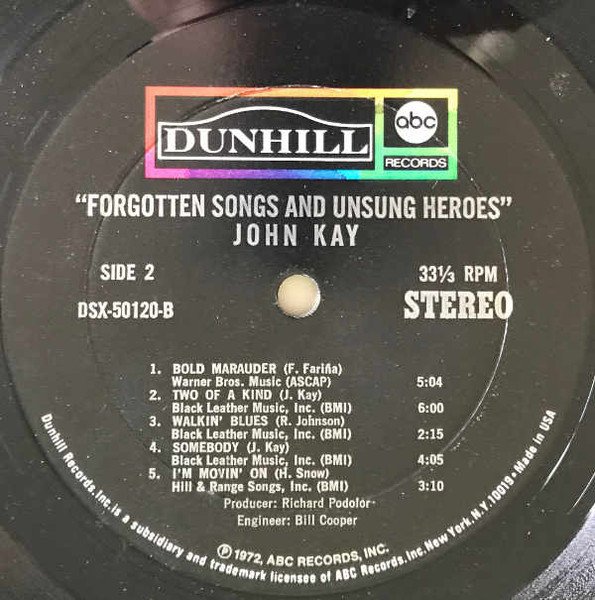 DUNHILL
abc
RECORDS
"FORGOTTEN SONGS AND UNSUNG HEROES"
JOHN KAY
SIDE 2
33⅓ RPM
DSX-50120-B
STEREO
1. BOLD MARAUDER (F. Fariña)
Warner Bros. Music (ASCAP) 5:04
2. TWO OF A KIND (J. Kay)
Black Leather Music, Inc. (BMI) 6:00
3. WALKIN' BLUES (R. Johnson)
Black Leather Music, Inc. (BMI) 2:15
4. SOMEBODY (J. Kay)
Black Leather Music, Inc. (BMI) 4:05
5. I'M MOVIN' ON (H. Snow)
Hill & Range Songs, Inc. (BMI) 3:10
Producer: Richard Podolor
Engineer: Bill Cooper
Ⓟ1972, ABC RECORDS, INC.
Dunhill Records, Inc. is a subsidiary and trademark licensee of ABC Records, Inc. New York, N.Y. 10019 • Made in USA